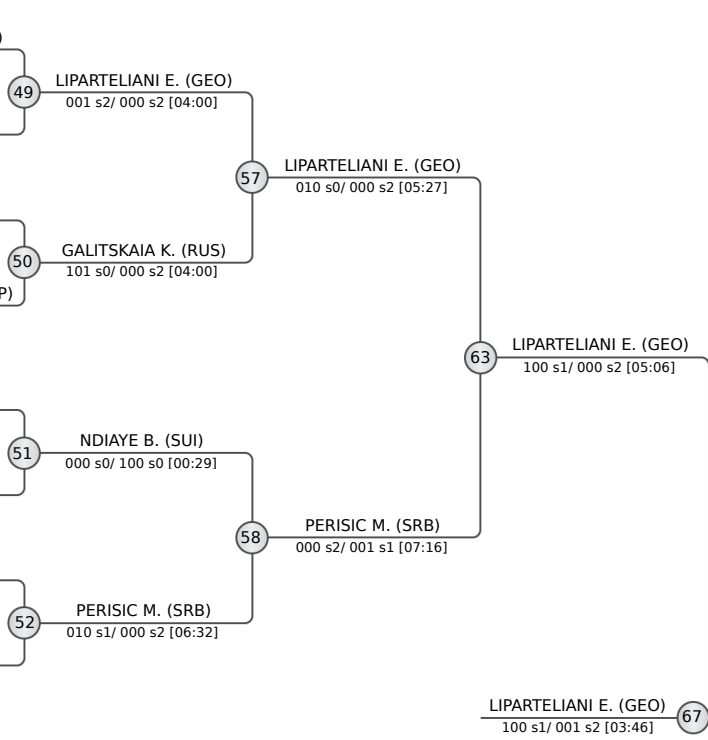 )
49
LIPARTELIANI E. (GEO)
001 s2/ 000 s2 [04:00]
57
LIPARTELIANI E. (GEO)
010 s0/ 000 s2 [05:27]
50
GALITSKAIA K. (RUS)
101 s0/ 000 s2 [04:00]
P)
63
LIPARTELIANI E. (GEO)
100 s1/ 000 s2 [05:06]
51
NDIAYE B. (SUI)
000 s0/ 100 s0 [00:29]
58
PERISIC M. (SRB)
000 s2/ 001 s1 [07:16]
52
PERISIC M. (SRB)
010 s1/ 000 s2 [06:32]
LIPARTELIANI E. (GEO)
100 s1/ 001 s2 [03:46]
67